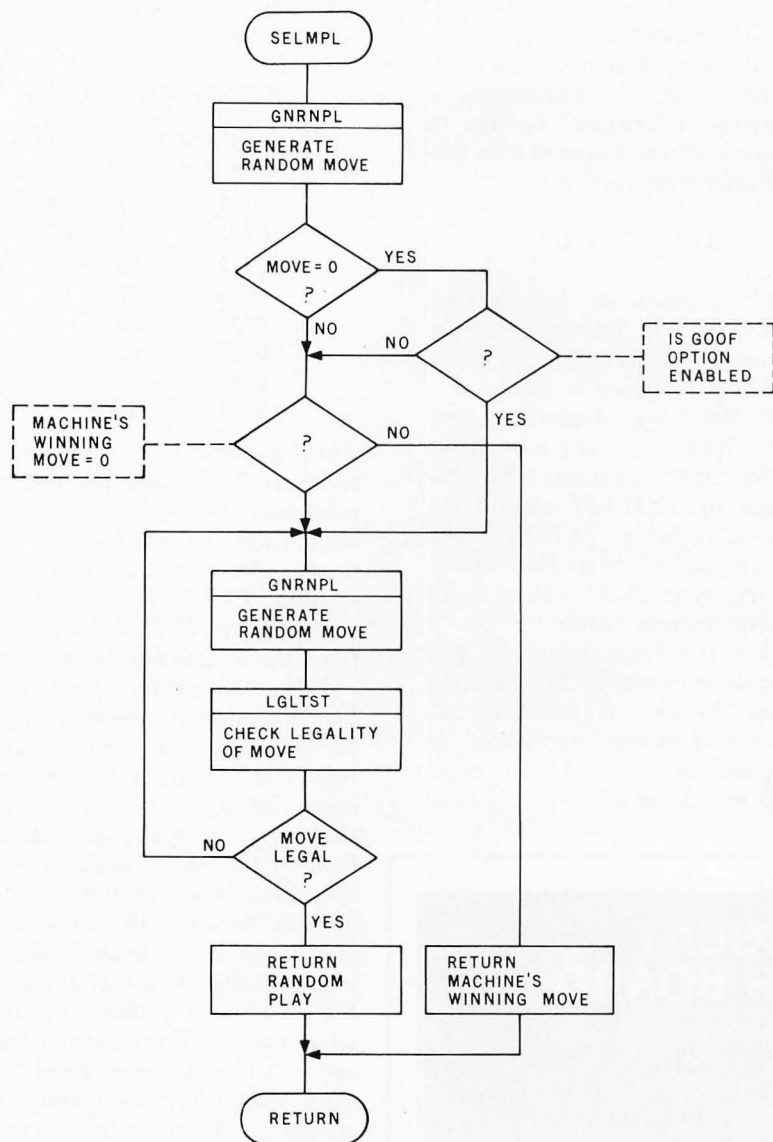 SELMPL
GNRNPL
GENERATE
RANDOM MOVE
MOVE = 0
?
YES
NO
NO
?
IS GOOF
OPTION
ENABLED
YES
MACHINE'S
WINNING
MOVE = 0
?
NO
GNRNPL
GENERATE
RANDOM MOVE
LGLTST
CHECK LEGALITY
OF MOVE
NO
MOVE
LEGAL
?
YES
RETURN
RANDOM
PLAY
RETURN
MACHINE'S
WINNING MOVE
RETURN